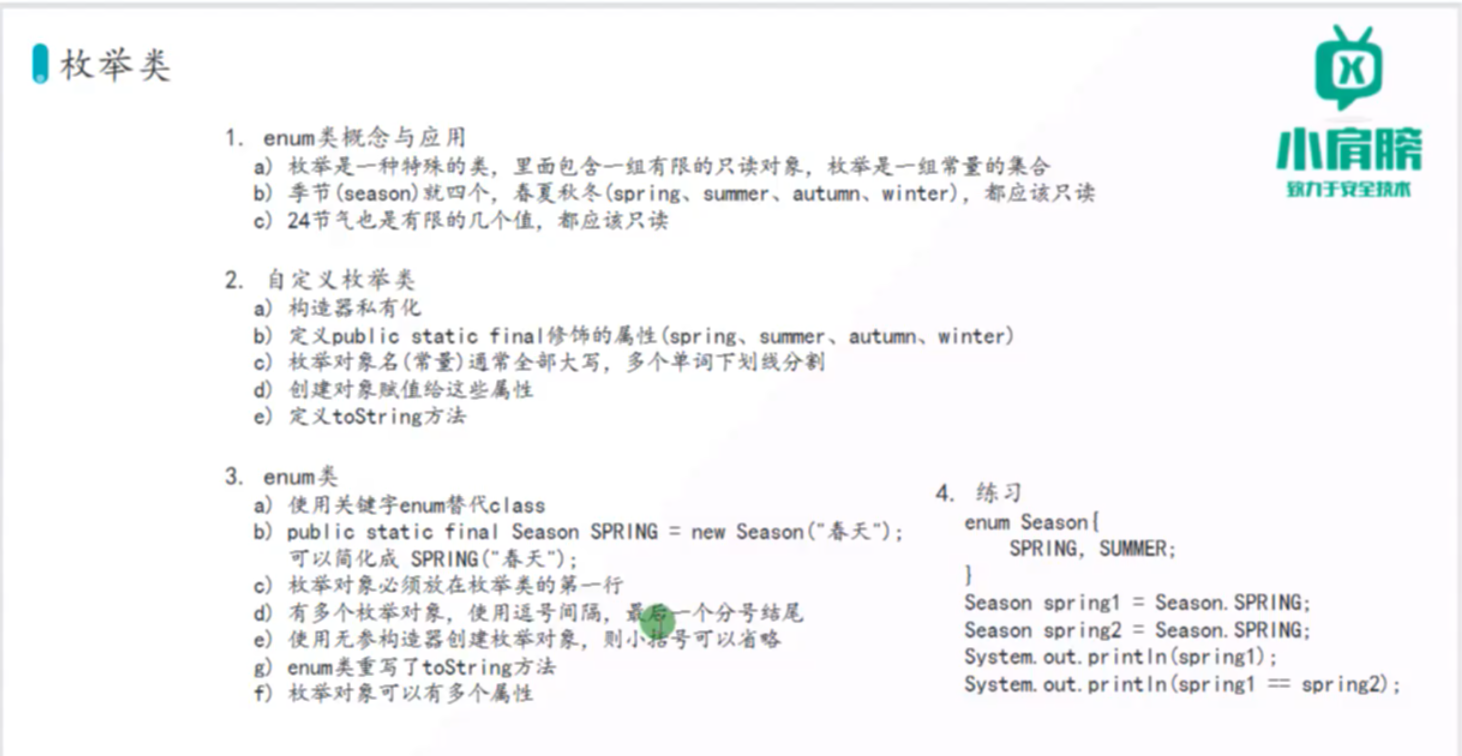 枚举类
小肩膀
致力于安全技术
1. enum类概念与应用
a) 枚举是一种特殊的类，里面包含一组有限的只读对象，枚举是一组常量的集合
b) 季节(season)就四个，春夏秋冬(spring、summer、autumn、winter)，都应该只读
c) 24节气也是有限的几个值，都应该只读
2. 自定义枚举类
a) 构造器私有化
b) 定义public static final修饰的属性(spring、summer、autumn、winter)
c) 枚举对象名(常量)通常全部大写，多个单词下划线分割
d) 创建对象赋值给这些属性
e) 定义toString方法
3. enum类
a) 使用关键字enum替代class
b) public static final Season SPRING = new Season("春天");
可以简化成 SPRING("春天");
c) 枚举对象必须放在枚举类的第一行
d) 有多个枚举对象，使用逗号间隔，最后一个分号结尾
e) 使用无参构造器创建枚举对象，则小括号可以省略
g) enum类重写了toString方法
f) 枚举对象可以有多个属性
4. 练习
enum Season{
SPRING, SUMMER;
}
Season spring1 = Season.SPRING;
Season spring2 = Season.SPRING;
System.out.println(spring1);
System.out.println(spring1 == spring2);